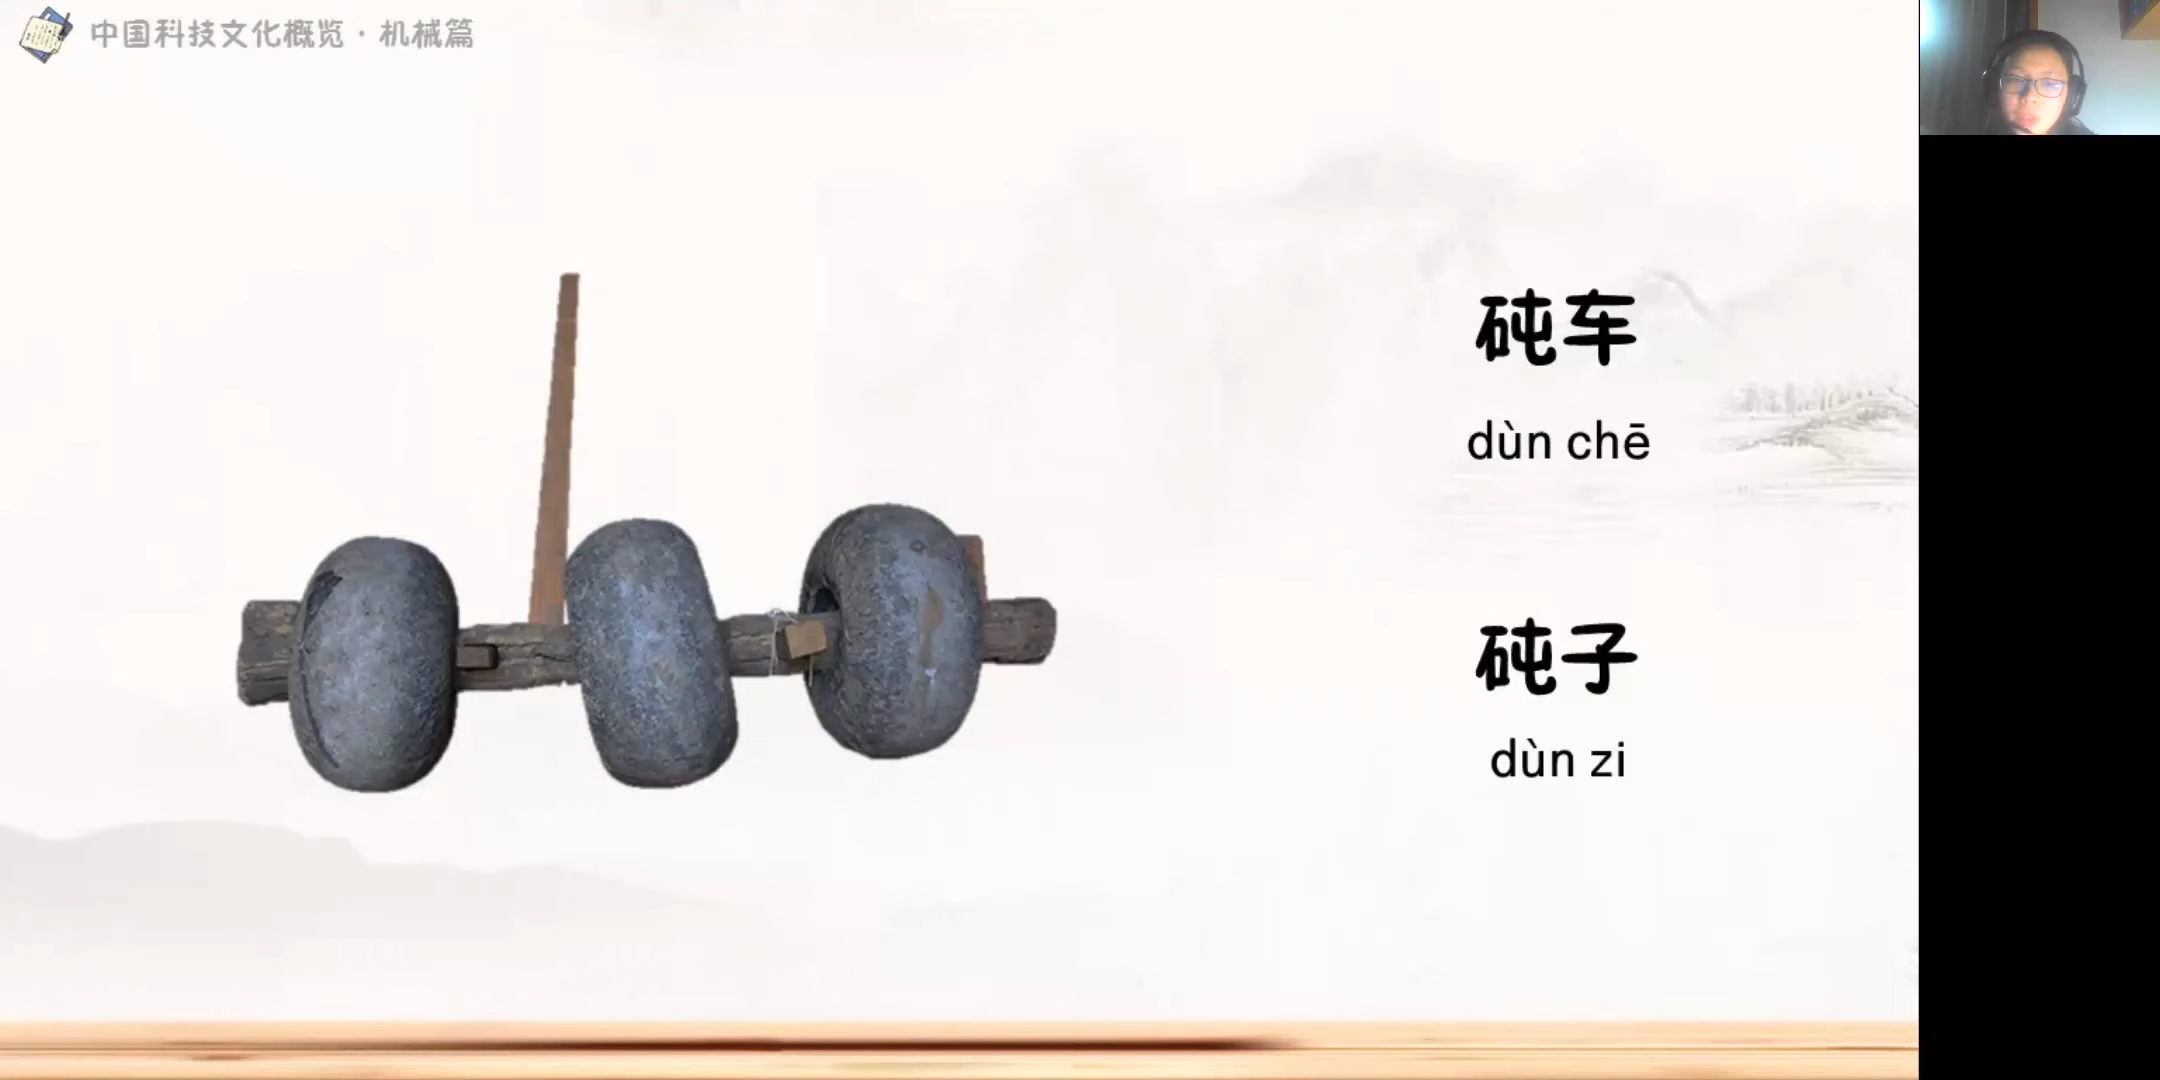 中国科技文化概览·机械篇
砘车
dùn chē
砘子
dùn zi